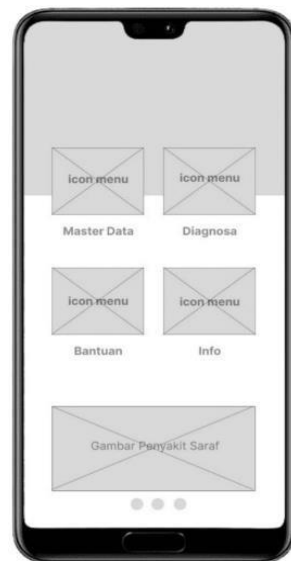 icon menu icon menu
Master Data Diagnosa
icon menu icon menu
Bantuan Info
Gambar Penyakit Saraf